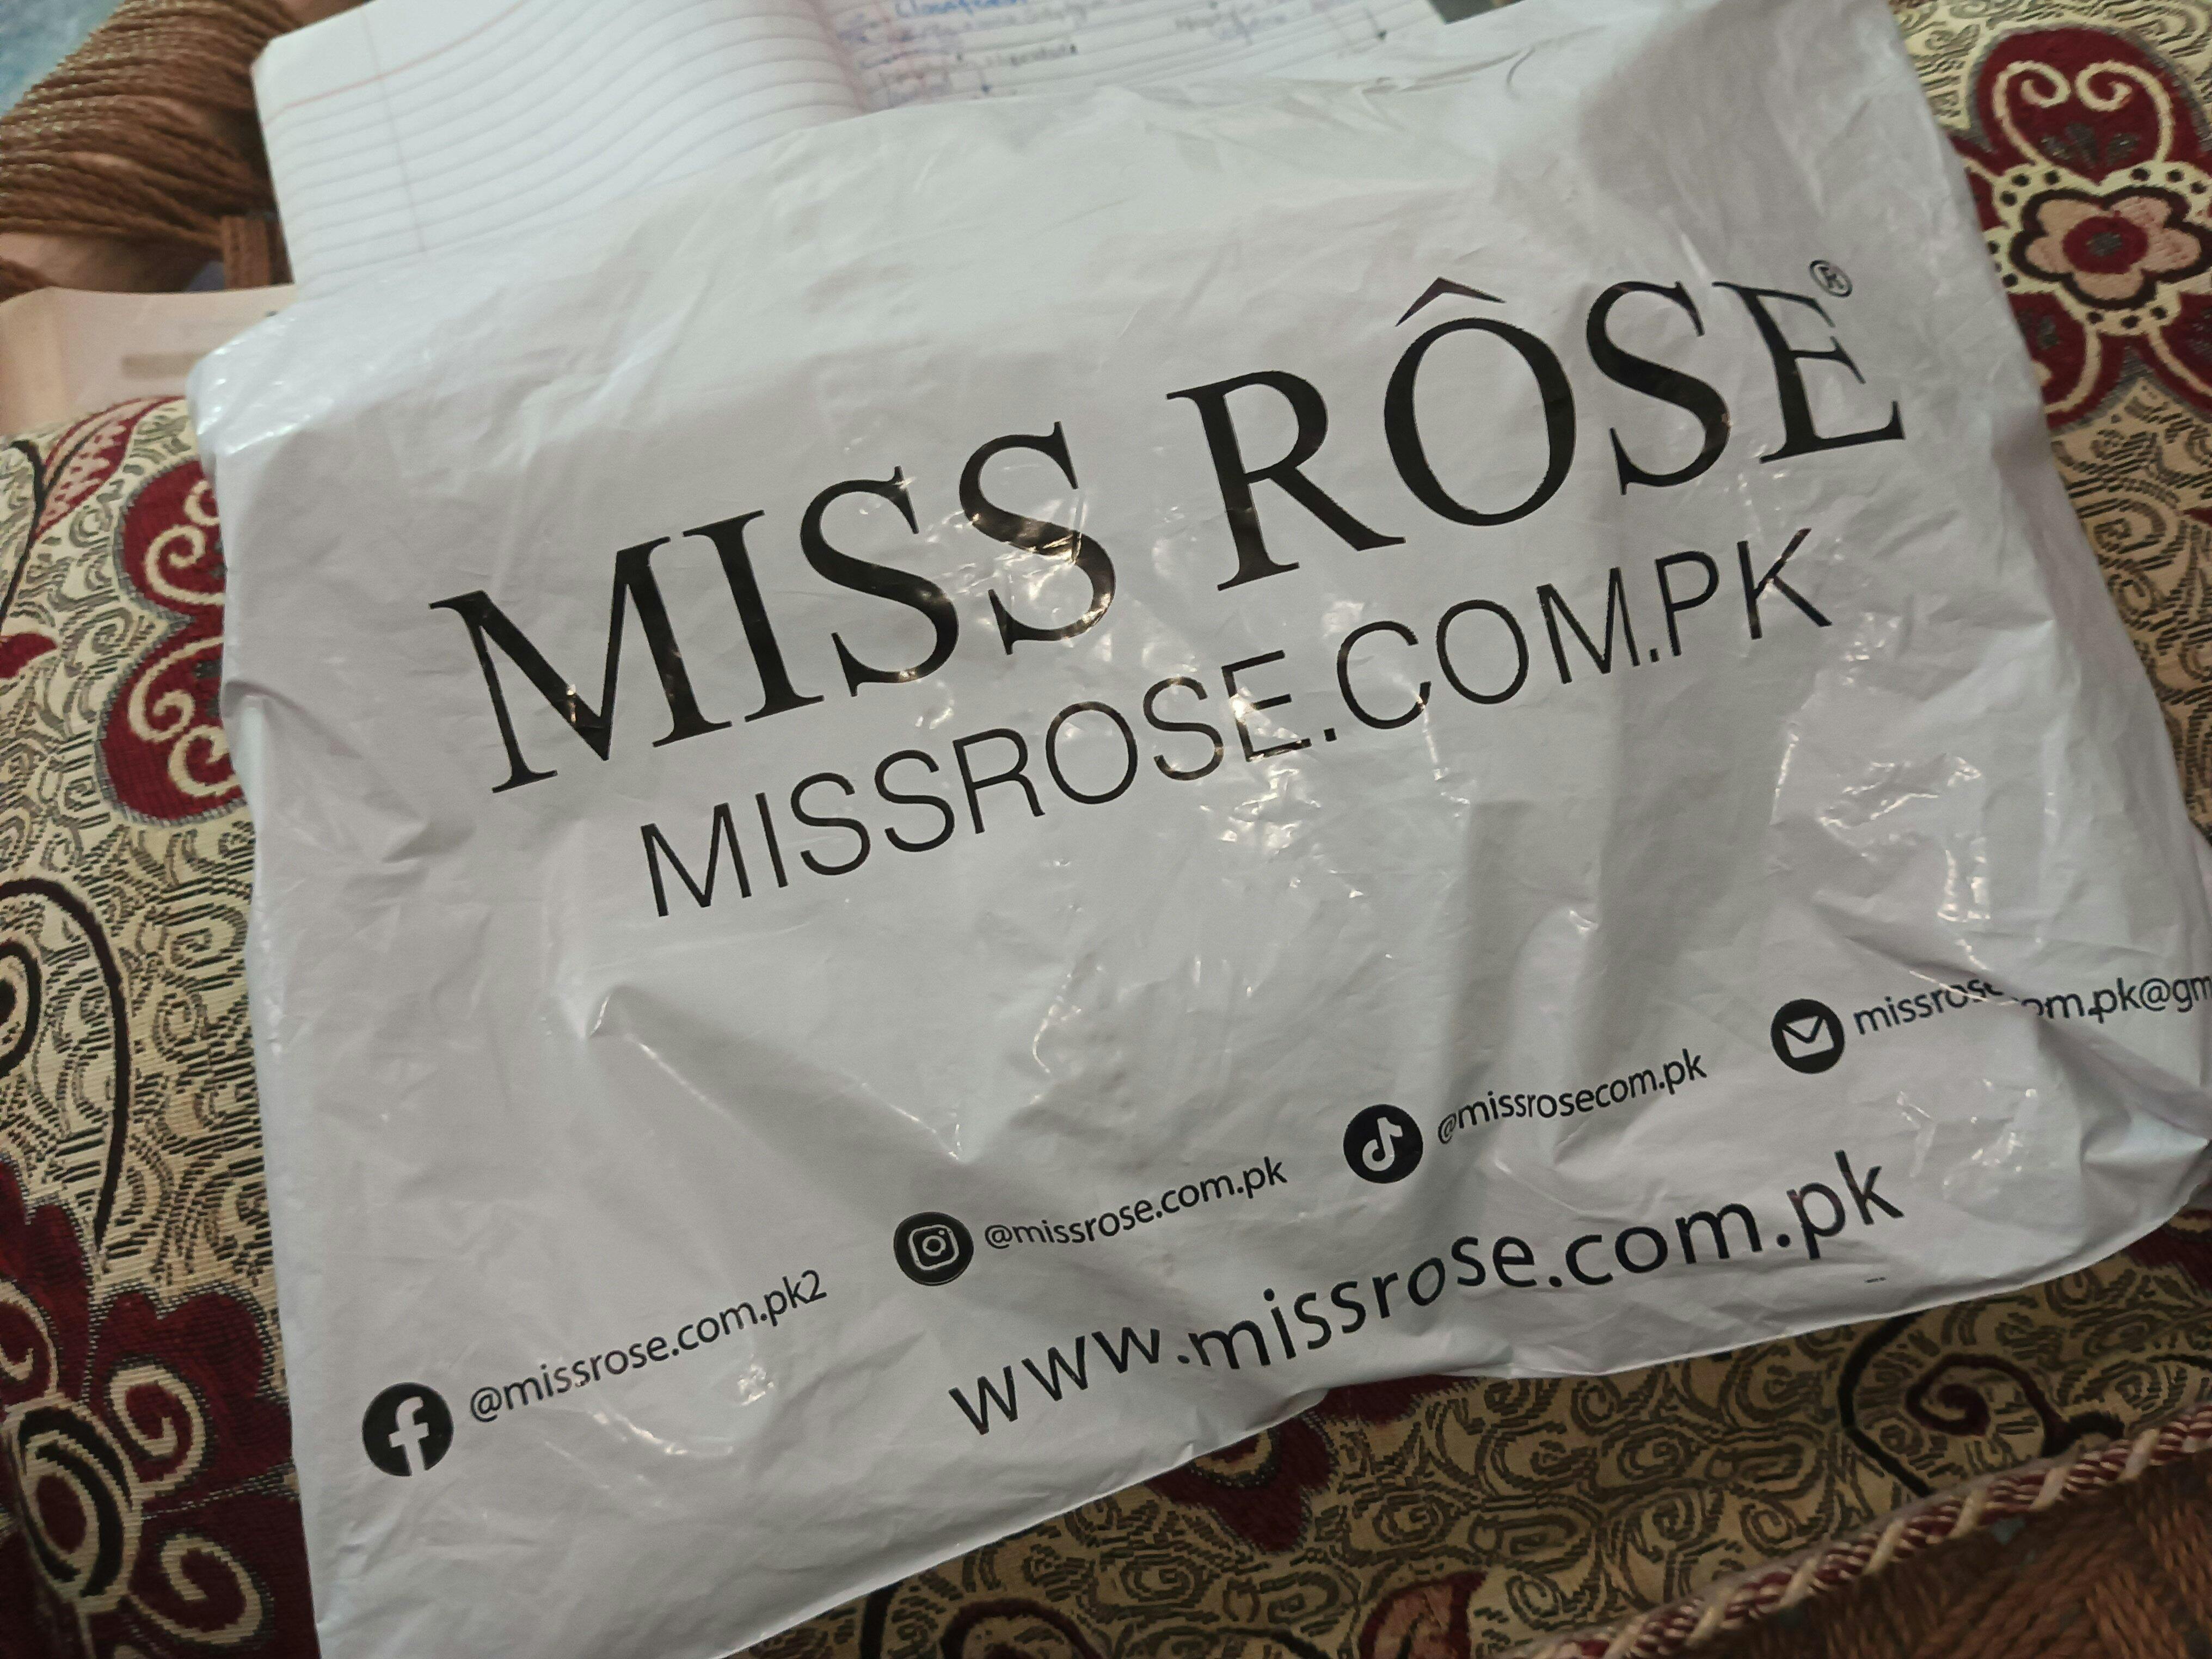 MISS RÔSE®
MISSROSE.COM.PK
@missrose.com.pk2
@missrose.com.pk
@missrosecom.pk
www.missrose.com.pk